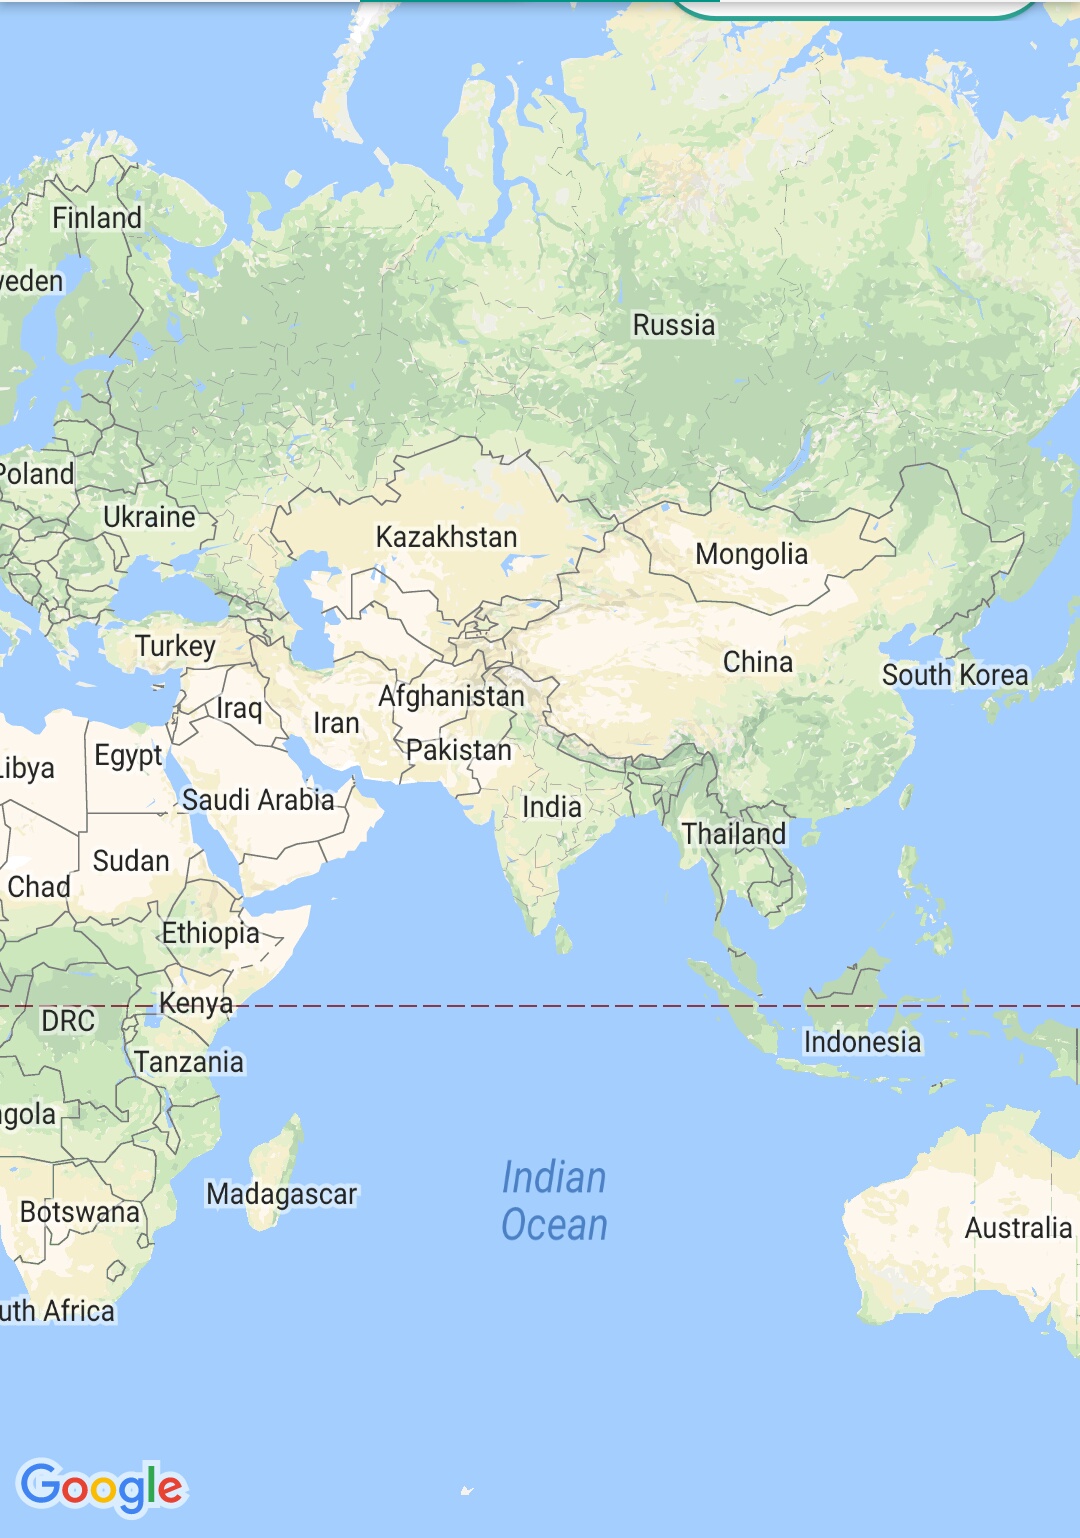 Finland
weden
Russia
Poland
Ukraine
Kazakhstan
Mongolia
Turkey
China
South Korea
Afghanistan
Iraq
Iran
Pakistan
Egypt
Libya
Saudi Arabia
India
Thailand
Sudan
Chad
Ethiopia
Kenya
DRC
Indonesia
Tanzania
ngola
Indian
Ocean
Madagascar
Botswana
Australia
uth Africa
Google